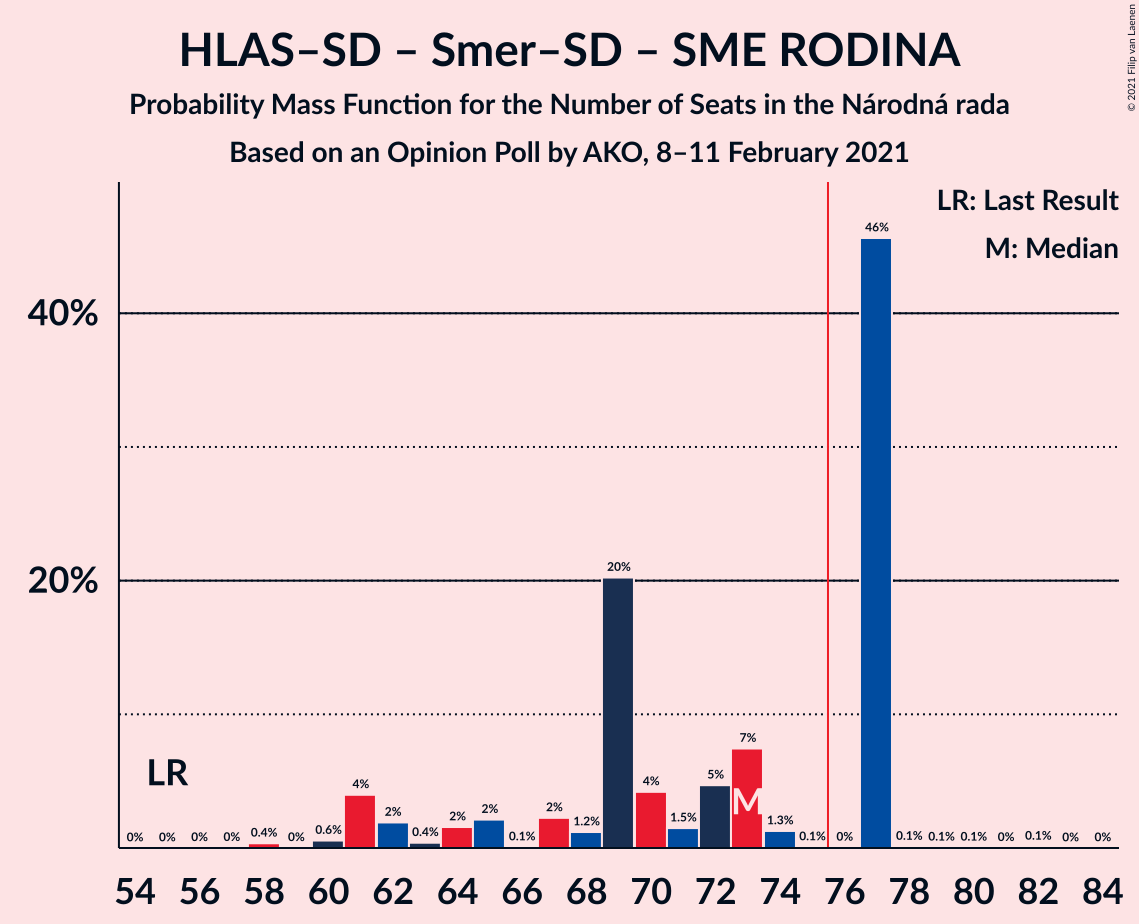 HLAS–SD – Smer–SD – SME RODINA
Probability Mass Function for the Number of Seats in the Národná rada
Based on an Opinion Poll by AKO, 8–11 February 2021
© 2021 Filip van Laenen
LR: Last Result
M: Median
40%
20%
LR
M
0% 0% 0% 0% 0.4% 0% 0.6% 4% 2% 0.4% 2% 2% 0.1% 2% 1.2% 20% 4% 1.5% 5% 7% 1.3% 0.1% 0% 46% 0.1% 0.1% 0.1% 0% 0.1% 0% 0%
54 56 58 60 62 64 66 68 70 72 74 76 78 80 82 84